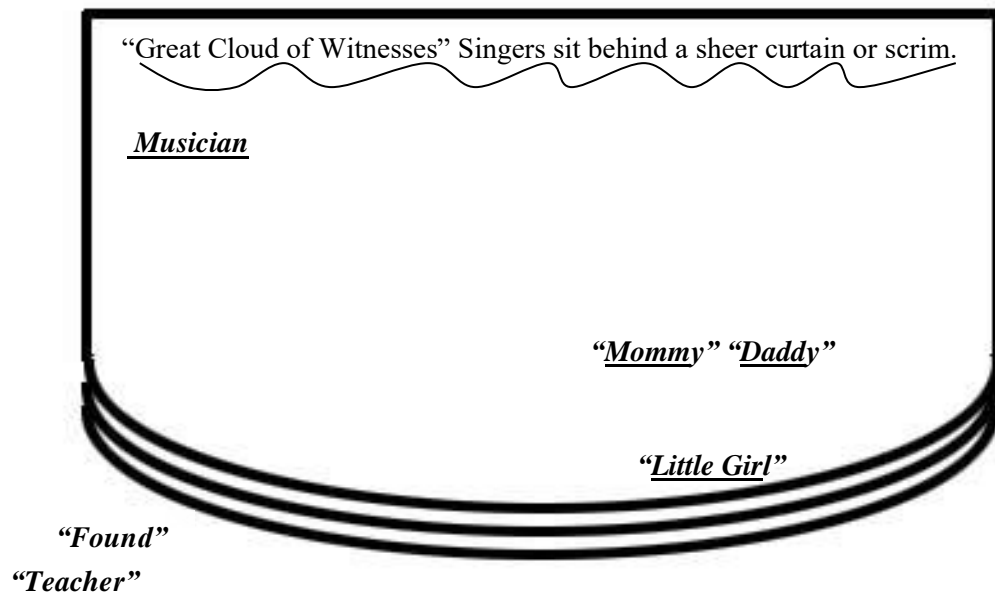 “Great Cloud of Witnesses” Singers sit behind a sheer curtain or scrim.
Musician
“Mommy” “Daddy”
“Little Girl”
“Found”
“Teacher”